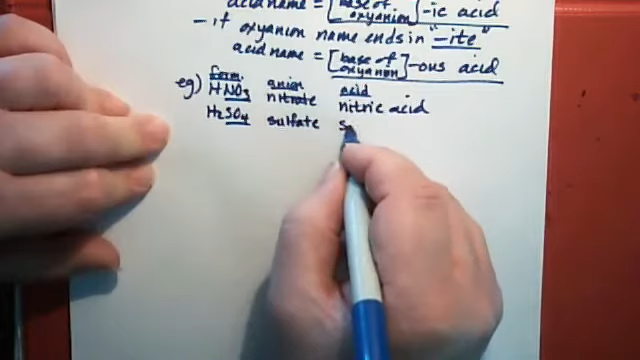 acid name = [base of oxyanion] -ic acid
- if oxyanion name ends in "-ite"
acid name = [base of oxyanion] -ous acid
eg) form. anion acid
HNO3 nitrate nitric acid
H2SO4 sulfate s